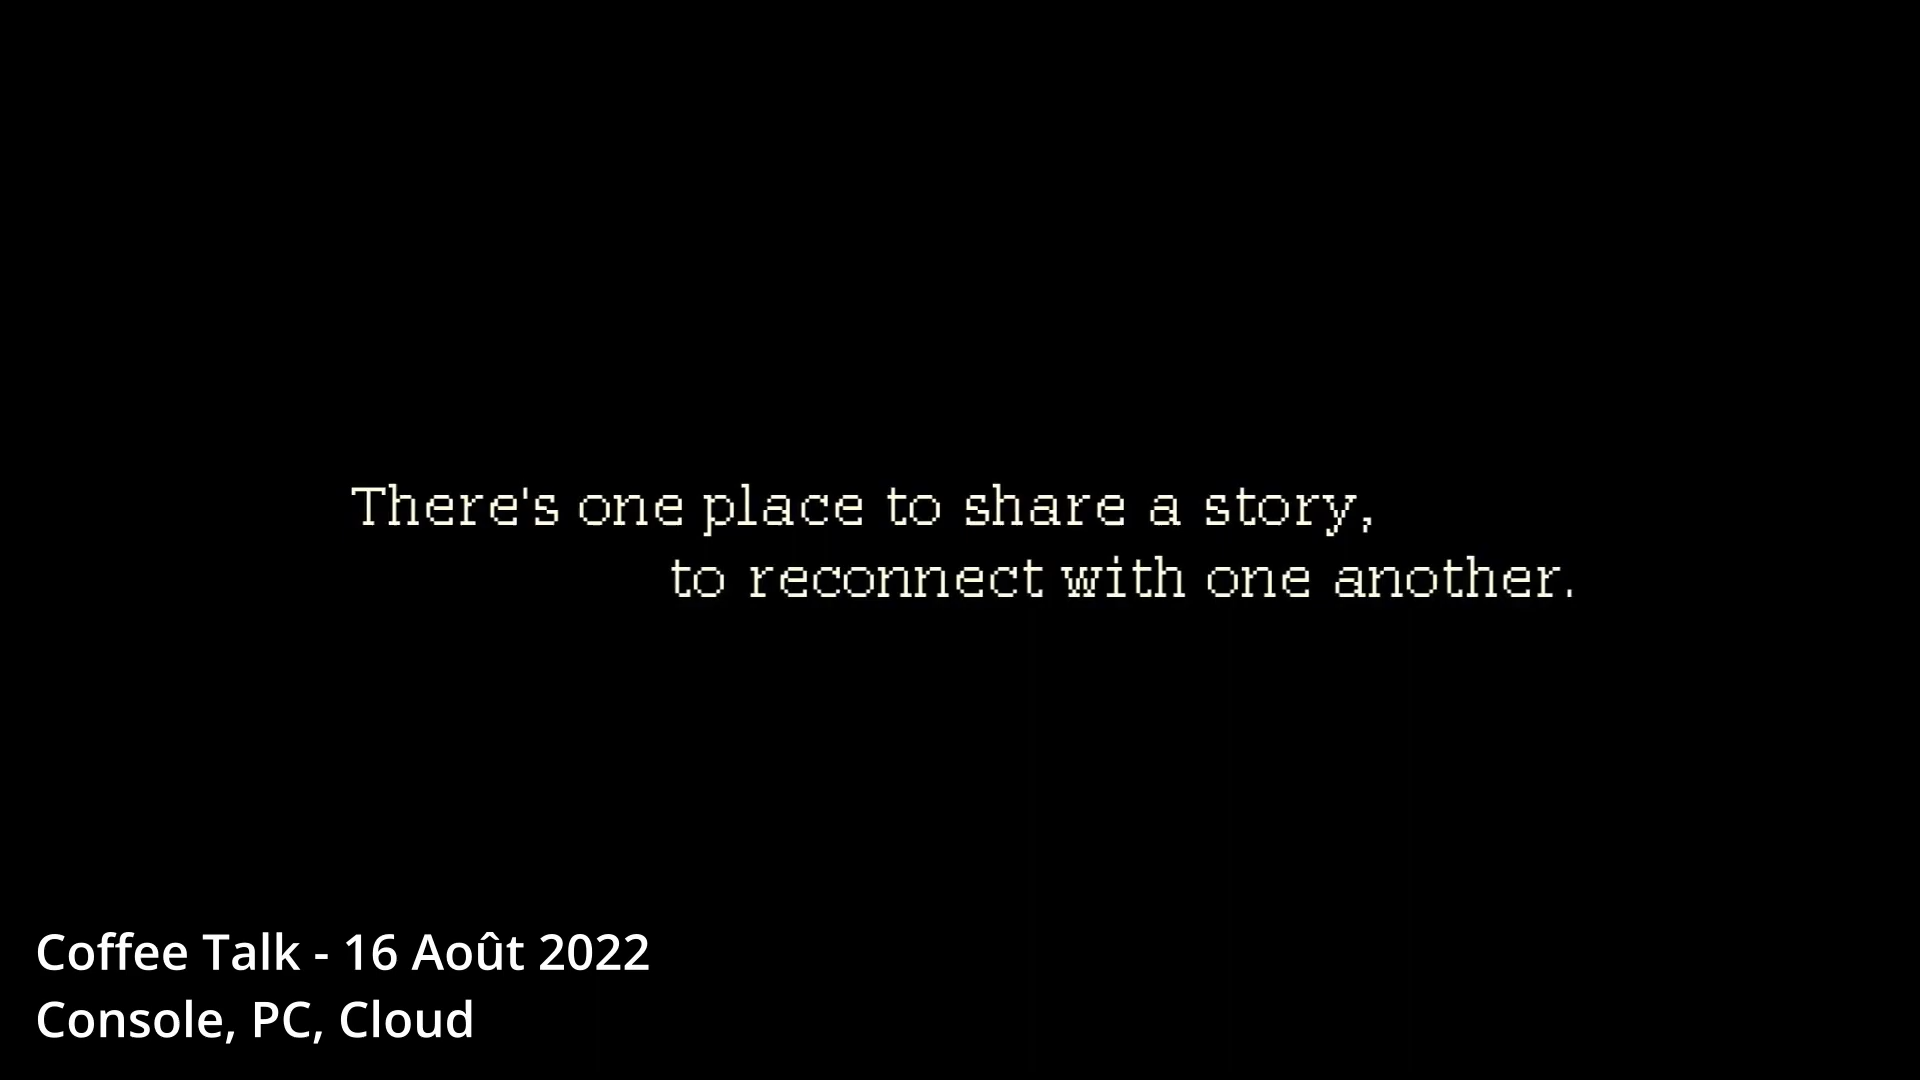 There's one place to share a story,
to reconnect with one another.
Coffee Talk - 16 Août 2022
Console, PC, Cloud